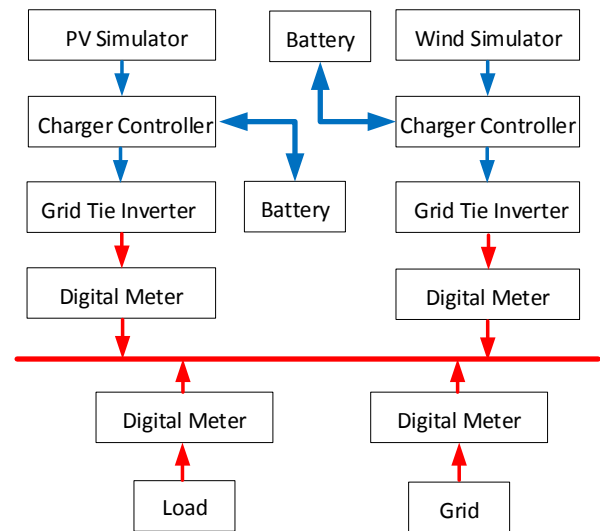 PV Simulator
Battery
Wind Simulator
Charger Controller
Charger Controller
Grid Tie Inverter
Battery
Grid Tie Inverter
Digital Meter
Digital Meter
Digital Meter
Digital Meter
Load
Grid